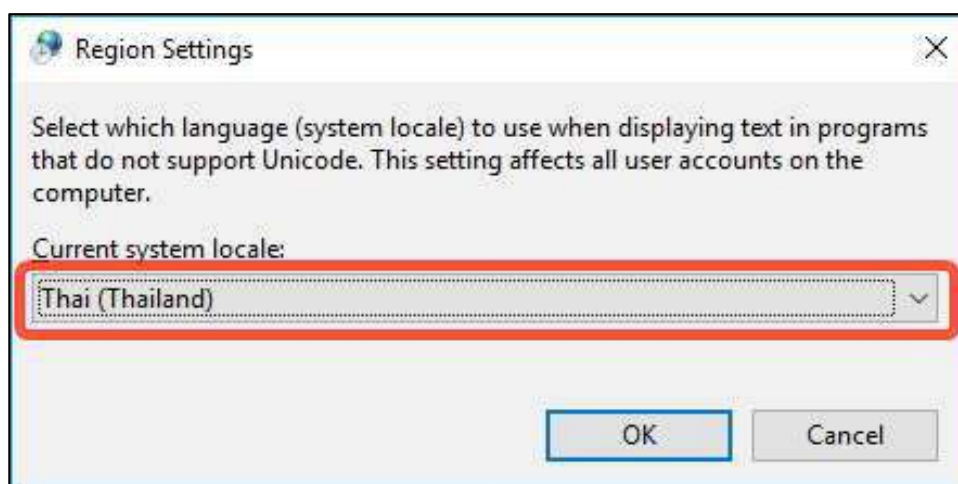 Region Settings
Select which language (system locale) to use when displaying text in programs
that do not support Unicode. This setting affects all user accounts on the
computer.
Current system locale:
Thai (Thailand)
OK
Cancel